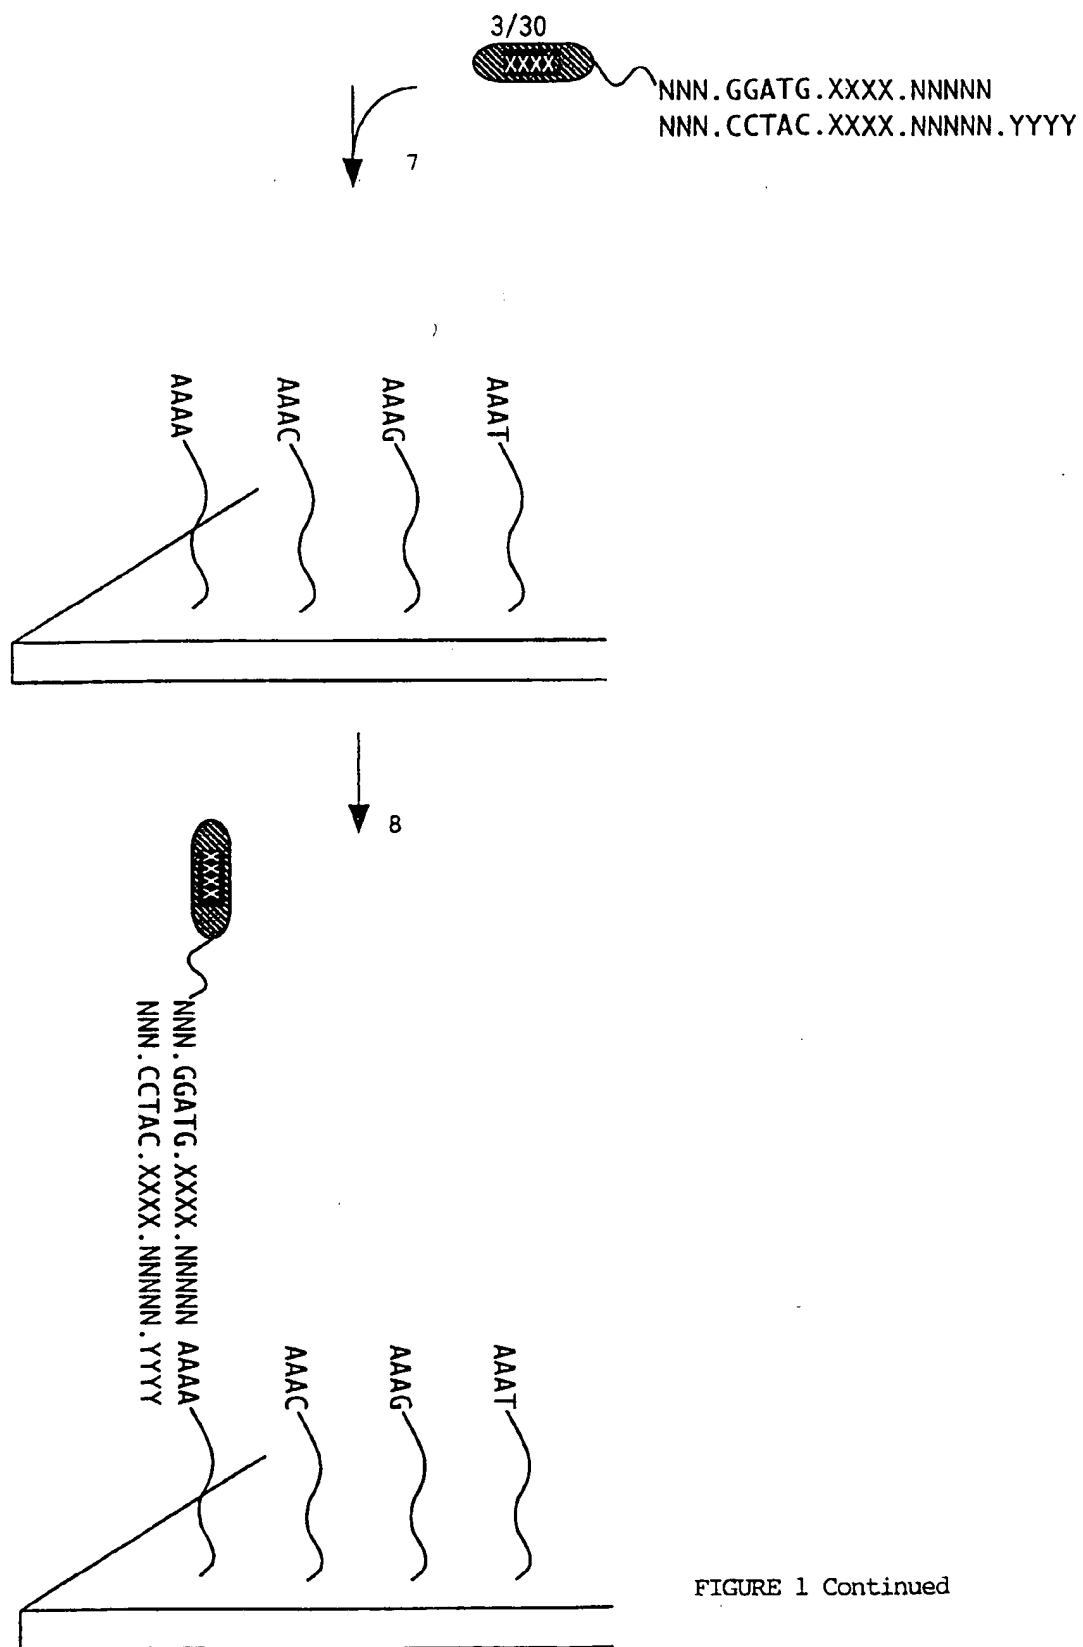 3/30
XXXX
NNN.GGATG.XXXX.NNNNN
NNN.CCTAC.XXXX.NNNNN.YYYY
7
AAAA
AAAC
AAAG
AAAT
8
XXXX
NNN.GGATG.XXXX.NNNNN AAAA
NNN.CCTAC.XXXX.NNNNN.YYYY
AAAC
AAAG
AAAT
FIGURE 1 Continued